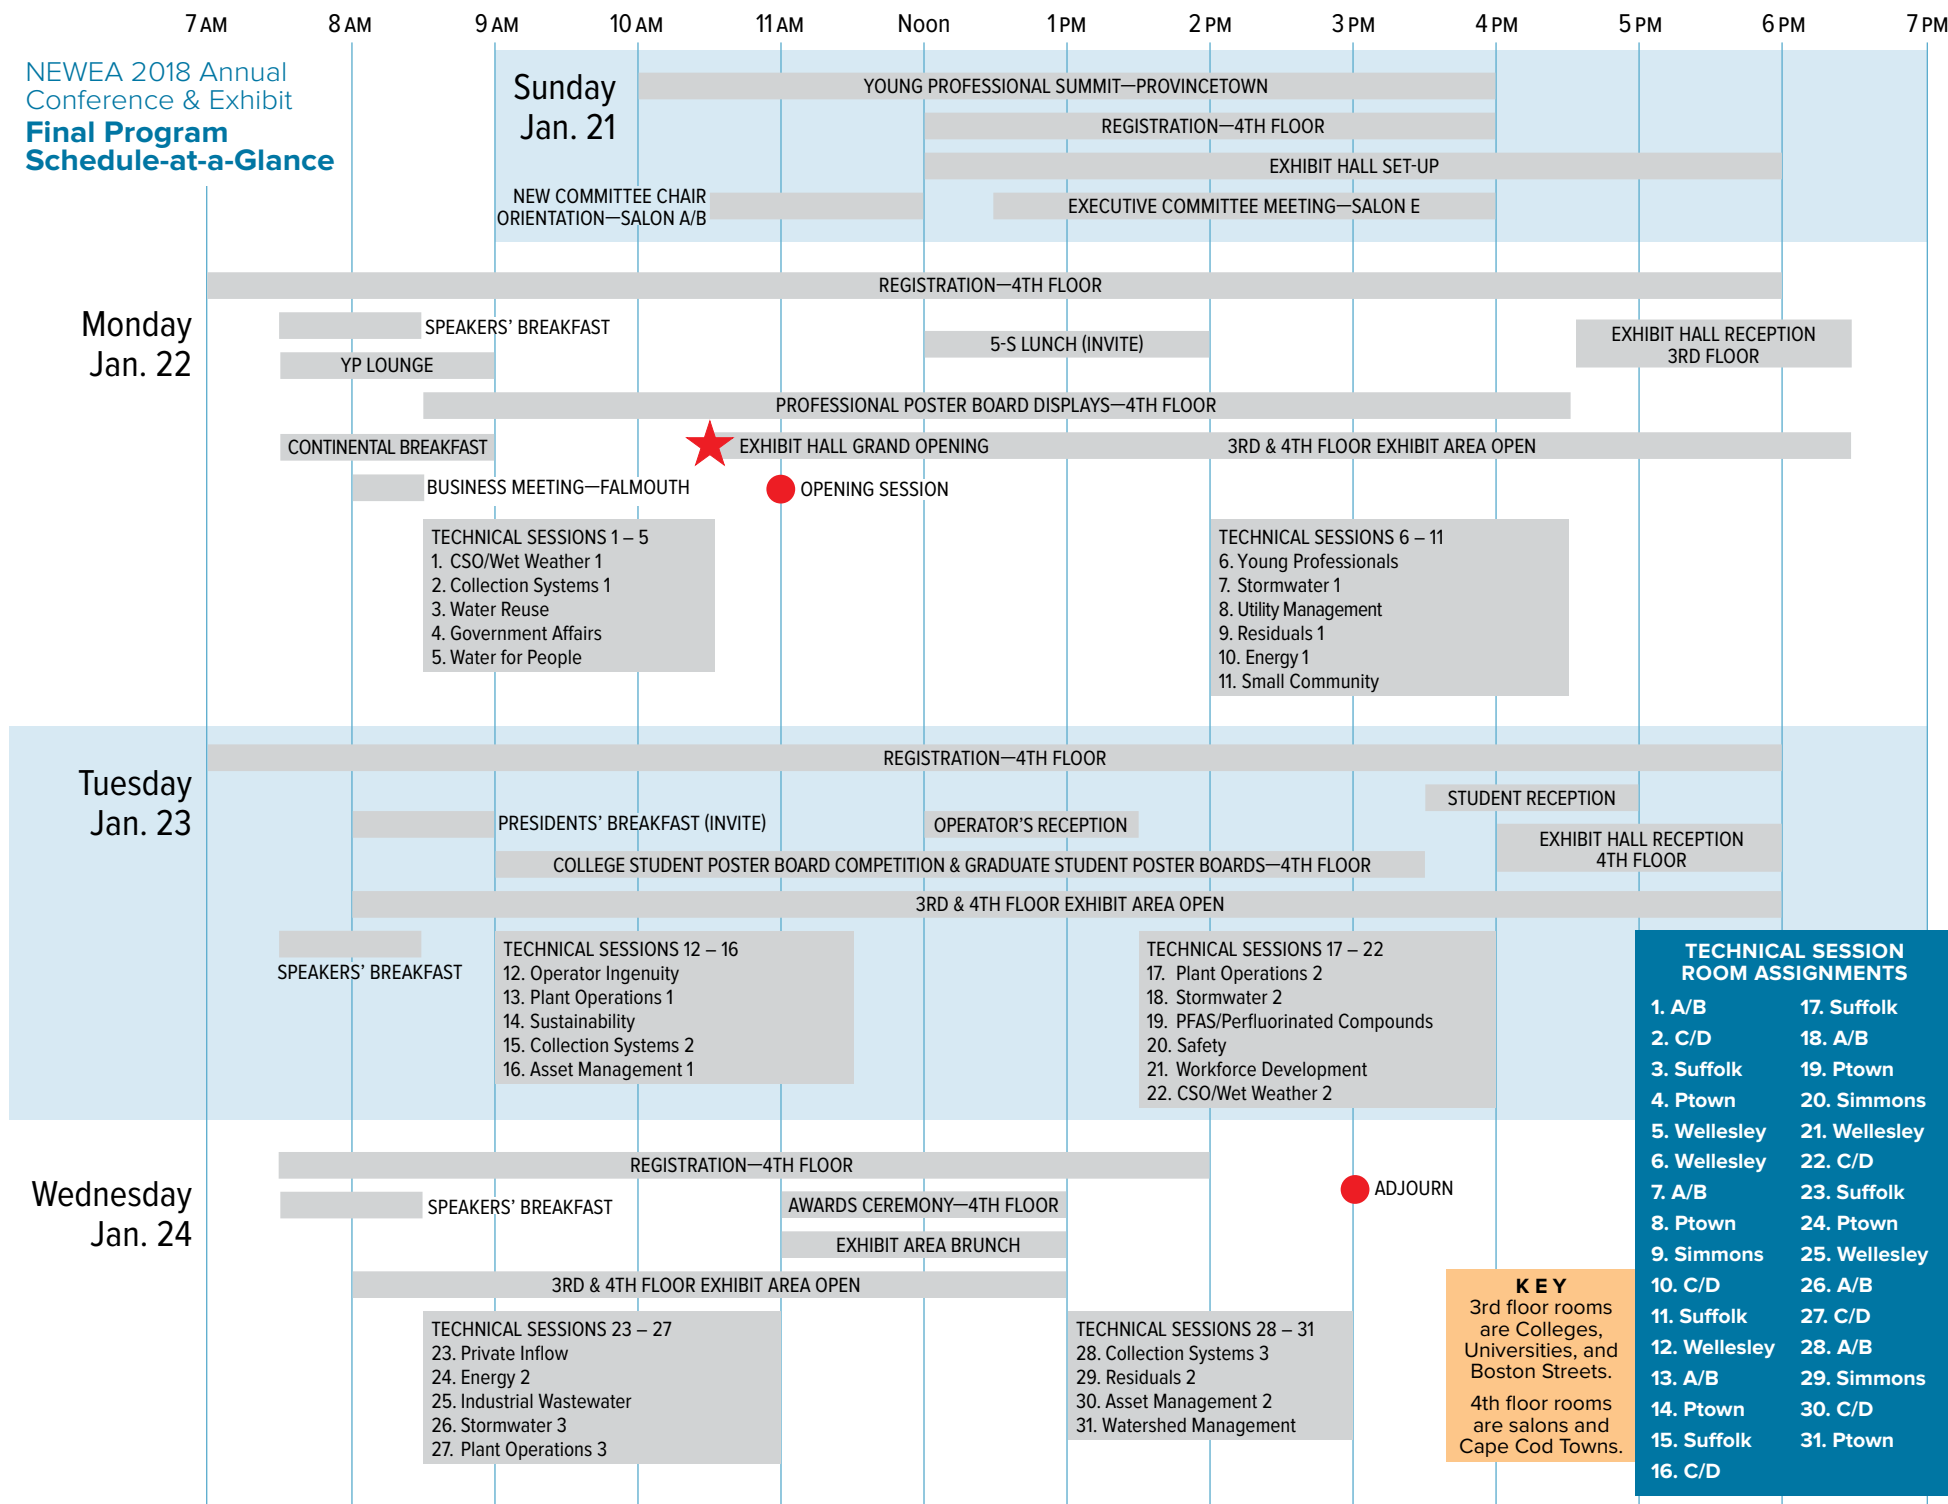 7 AM 8 AM 9 AM 10 AM 11 AM Noon 1 PM 2 PM 3 PM 4 PM 5 PM 6 PM 7 PM
NEWEA 2018 Annual
Conference & Exhibit
Final Program
Schedule-at-a-Glance
Sunday
Jan. 21
YOUNG PROFESSIONAL SUMMIT—PROVINCETOWN
REGISTRATION—4TH FLOOR
EXHIBIT HALL SET-UP
NEW COMMITTEE CHAIR
ORIENTATION—SALON A/B
EXECUTIVE COMMITTEE MEETING—SALON E
Monday
Jan. 22
REGISTRATION—4TH FLOOR
SPEAKERS' BREAKFAST
5-S LUNCH (INVITE)
EXHIBIT HALL RECEPTION
3RD FLOOR
YP LOUNGE
PROFESSIONAL POSTER BOARD DISPLAYS—4TH FLOOR
CONTINENTAL BREAKFAST
EXHIBIT HALL GRAND OPENING
3RD & 4TH FLOOR EXHIBIT AREA OPEN
BUSINESS MEETING—FALMOUTH
OPENING SESSION
TECHNICAL SESSIONS 1 – 5
1. CSO/Wet Weather 1
2. Collection Systems 1
3. Water Reuse
4. Government Affairs
5. Water for People
TECHNICAL SESSIONS 6 – 11
6. Young Professionals
7. Stormwater 1
8. Utility Management
9. Residuals 1
10. Energy 1
11. Small Community
Tuesday
Jan. 23
REGISTRATION—4TH FLOOR
STUDENT RECEPTION
PRESIDENTS' BREAKFAST (INVITE)
OPERATOR'S RECEPTION
EXHIBIT HALL RECEPTION
4TH FLOOR
COLLEGE STUDENT POSTER BOARD COMPETITION & GRADUATE STUDENT POSTER BOARDS—4TH FLOOR
3RD & 4TH FLOOR EXHIBIT AREA OPEN
SPEAKERS' BREAKFAST
TECHNICAL SESSIONS 12 – 16
12. Operator Ingenuity
13. Plant Operations 1
14. Sustainability
15. Collection Systems 2
16. Asset Management 1
TECHNICAL SESSIONS 17 – 22
17. Plant Operations 2
18. Stormwater 2
19. PFAS/Perfluorinated Compounds
20. Safety
21. Workforce Development
22. CSO/Wet Weather 2
Wednesday
Jan. 24
REGISTRATION—4TH FLOOR
SPEAKERS' BREAKFAST
AWARDS CEREMONY—4TH FLOOR
ADJOURN
EXHIBIT AREA BRUNCH
3RD & 4TH FLOOR EXHIBIT AREA OPEN
TECHNICAL SESSIONS 23 – 27
23. Private Inflow
24. Energy 2
25. Industrial Wastewater
26. Stormwater 3
27. Plant Operations 3
TECHNICAL SESSIONS 28 – 31
28. Collection Systems 3
29. Residuals 2
30. Asset Management 2
31. Watershed Management
KEY
3rd floor rooms
are Colleges,
Universities, and
Boston Streets.
4th floor rooms
are salons and
Cape Cod Towns.
TECHNICAL SESSION
ROOM ASSIGNMENTS
1. A/B
2. C/D
3. Suffolk
4. Ptown
5. Wellesley
6. Wellesley
7. A/B
8. Ptown
9. Simmons
10. C/D
11. Suffolk
12. Wellesley
13. A/B
14. Ptown
15. Suffolk
16. C/D
17. Suffolk
18. A/B
19. Ptown
20. Simmons
21. Wellesley
22. C/D
23. Suffolk
24. Ptown
25. Wellesley
26. A/B
27. C/D
28. A/B
29. Simmons
30. C/D
31. Ptown